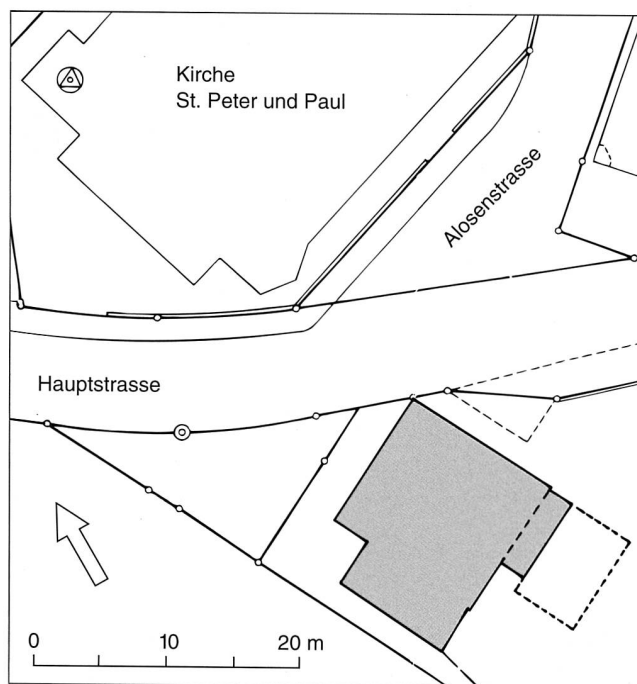 Kirche
St. Peter und Paul
Alosenstrasse
Hauptstrasse
0 10 20 m